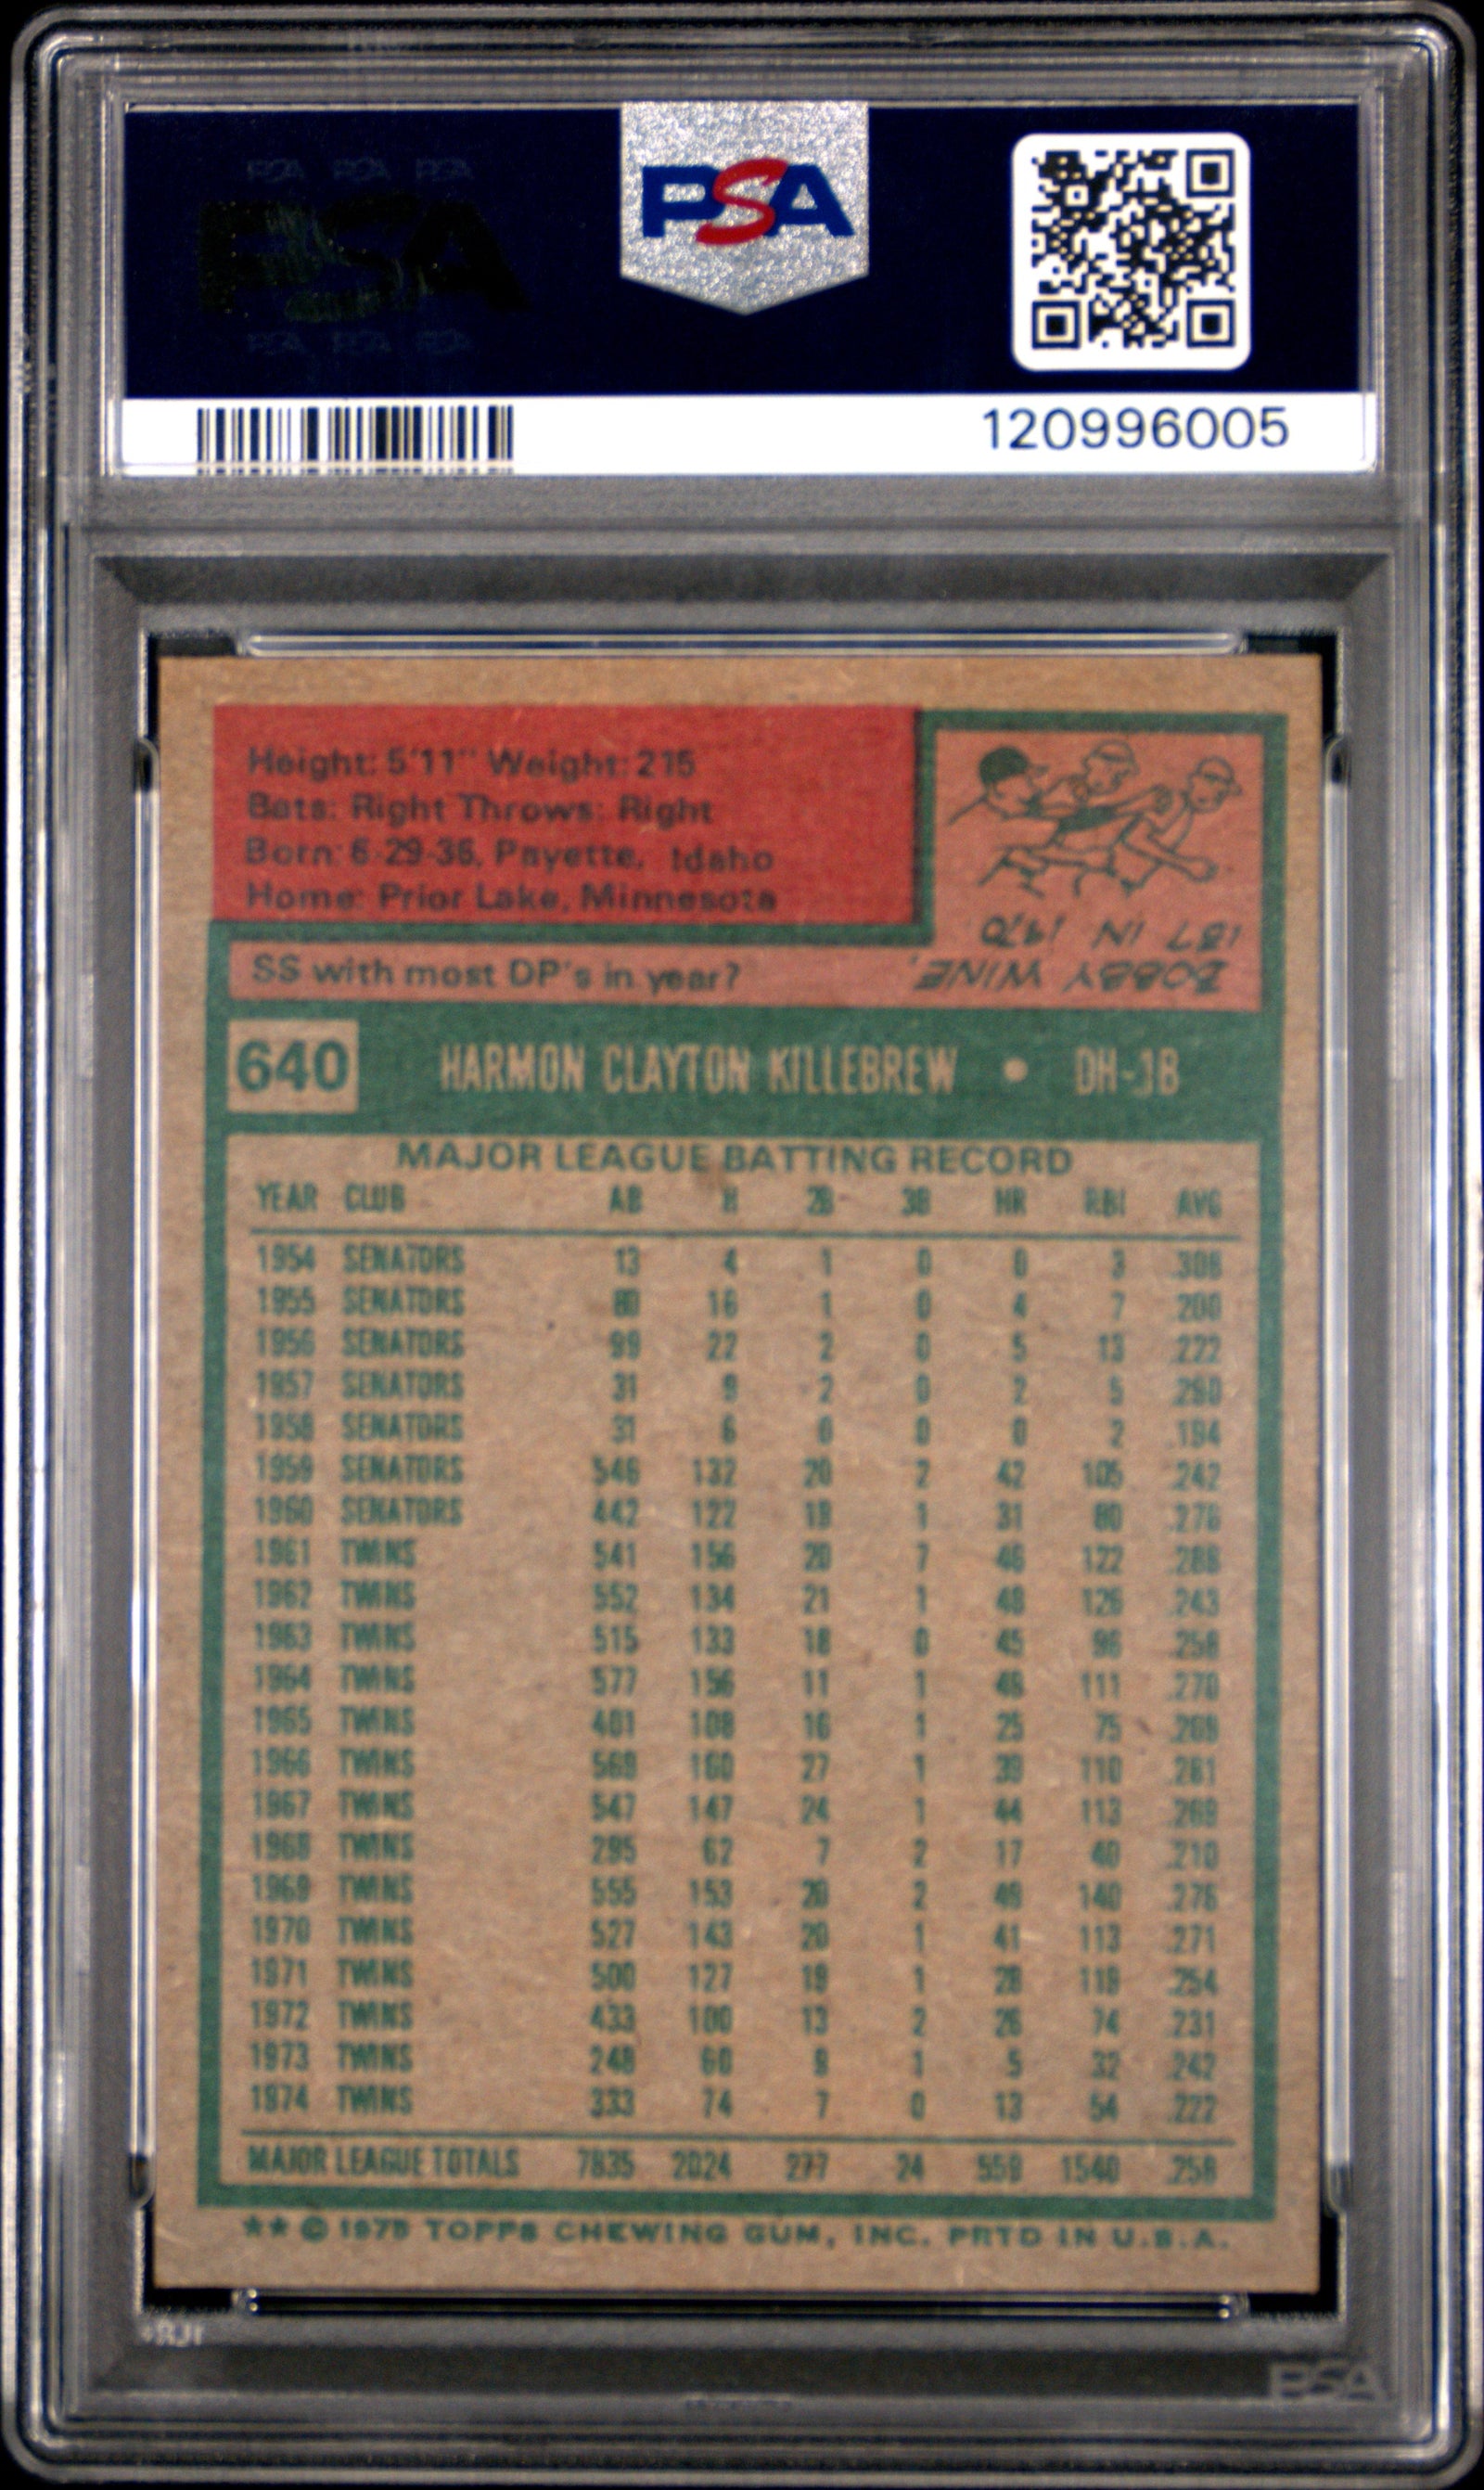 PSA PSA PSA
PSA
PSA PSA PSA
PSA
120996005
Height: 5'11" Weight: 215
Bats: Right Throws: Right
Born: 6-29-36, Payette, Idaho
Home: Prior Lake, Minnesota
SS with most DP's in year?
BOBBY WINE,
137 IN 1970
640 HARMON CLAYTON KILLEBREW • DH-3B
MAJOR LEAGUE BATTING RECORD
YEAR CLUB AB H 2B 3B HR RBI AVG
1954 SENATORS 13 4 1 0 0 3 .308
1955 SENATORS 80 16 1 0 4 7 .200
1956 SENATORS 99 22 2 0 5 13 .222
1957 SENATORS 31 9 2 0 2 5 .290
1958 SENATORS 31 6 0 0 0 2 .194
1959 SENATORS 546 132 20 2 42 105 .242
1960 SENATORS 442 122 19 1 31 80 .276
1961 TWINS 541 156 20 7 46 122 .288
1962 TWINS 552 134 21 1 48 126 .243
1963 TWINS 515 133 18 0 45 96 .258
1964 TWINS 577 156 11 1 49 111 .270
1965 TWINS 401 108 16 1 25 75 .269
1966 TWINS 569 160 27 1 39 110 .281
1967 TWINS 547 147 24 1 44 113 .269
1968 TWINS 295 62 7 2 17 40 .210
1969 TWINS 555 153 20 2 49 140 .276
1970 TWINS 527 143 20 1 41 113 .271
1971 TWINS 500 127 19 1 28 119 .254
1972 TWINS 433 100 13 2 26 74 .231
1973 TWINS 248 60 9 1 5 32 .242
1974 TWINS 333 74 7 0 13 54 .222
MAJOR LEAGUE TOTALS 7835 2024 277 24 559 1540 .258
** © 1975 TOPPS CHEWING GUM, INC. PRTD IN U.S.A.
PSA